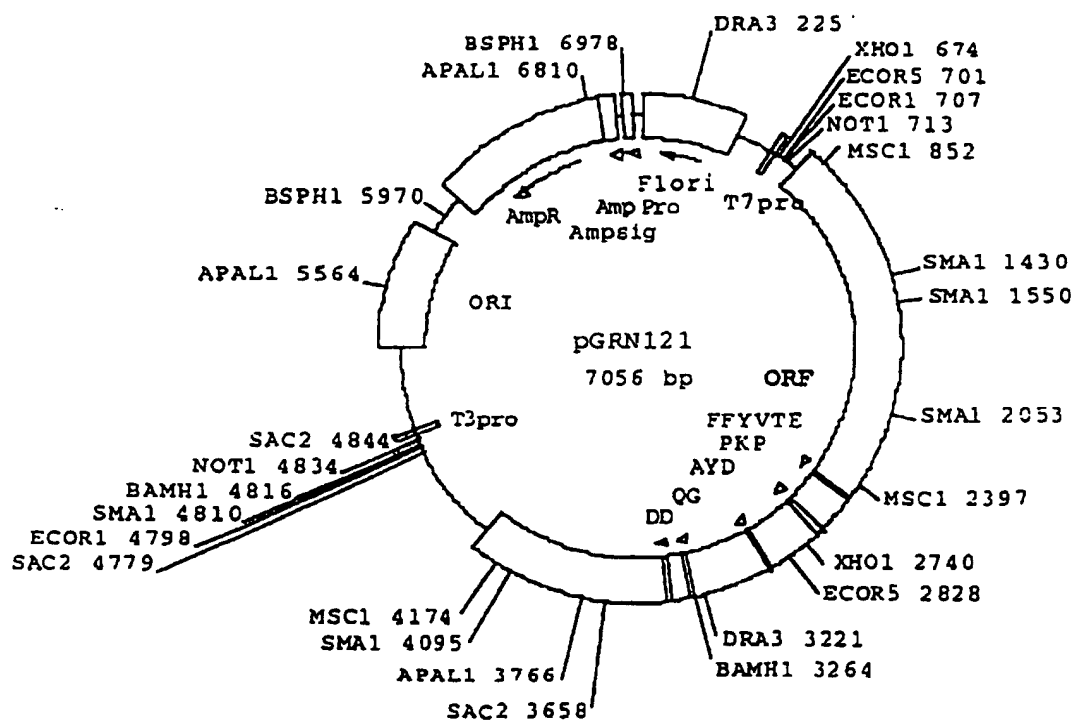 DRA3 225
BSPH1 6978
APAL1 6810
XHO1 674
ECOR5 701
ECOR1 707
NOT1 713
MSC1 852
Flori
T7pro
Amp Pro
AmpR
Ampsig
BSPH1 5970
APAL1 5564
ORI
SMA1 1430
SMA1 1550
pGRN121
7056 bp
ORF
SMA1 2053
FFYVTE
PKP
AYD
QG
DD
T3pro
SAC2 4844
NOT1 4834
BAMH1 4816
SMA1 4810
ECOR1 4798
SAC2 4779
MSC1 2397
XHO1 2740
ECOR5 2828
MSC1 4174
SMA1 4095
APAL1 3766
SAC2 3658
DRA3 3221
BAMH1 3264